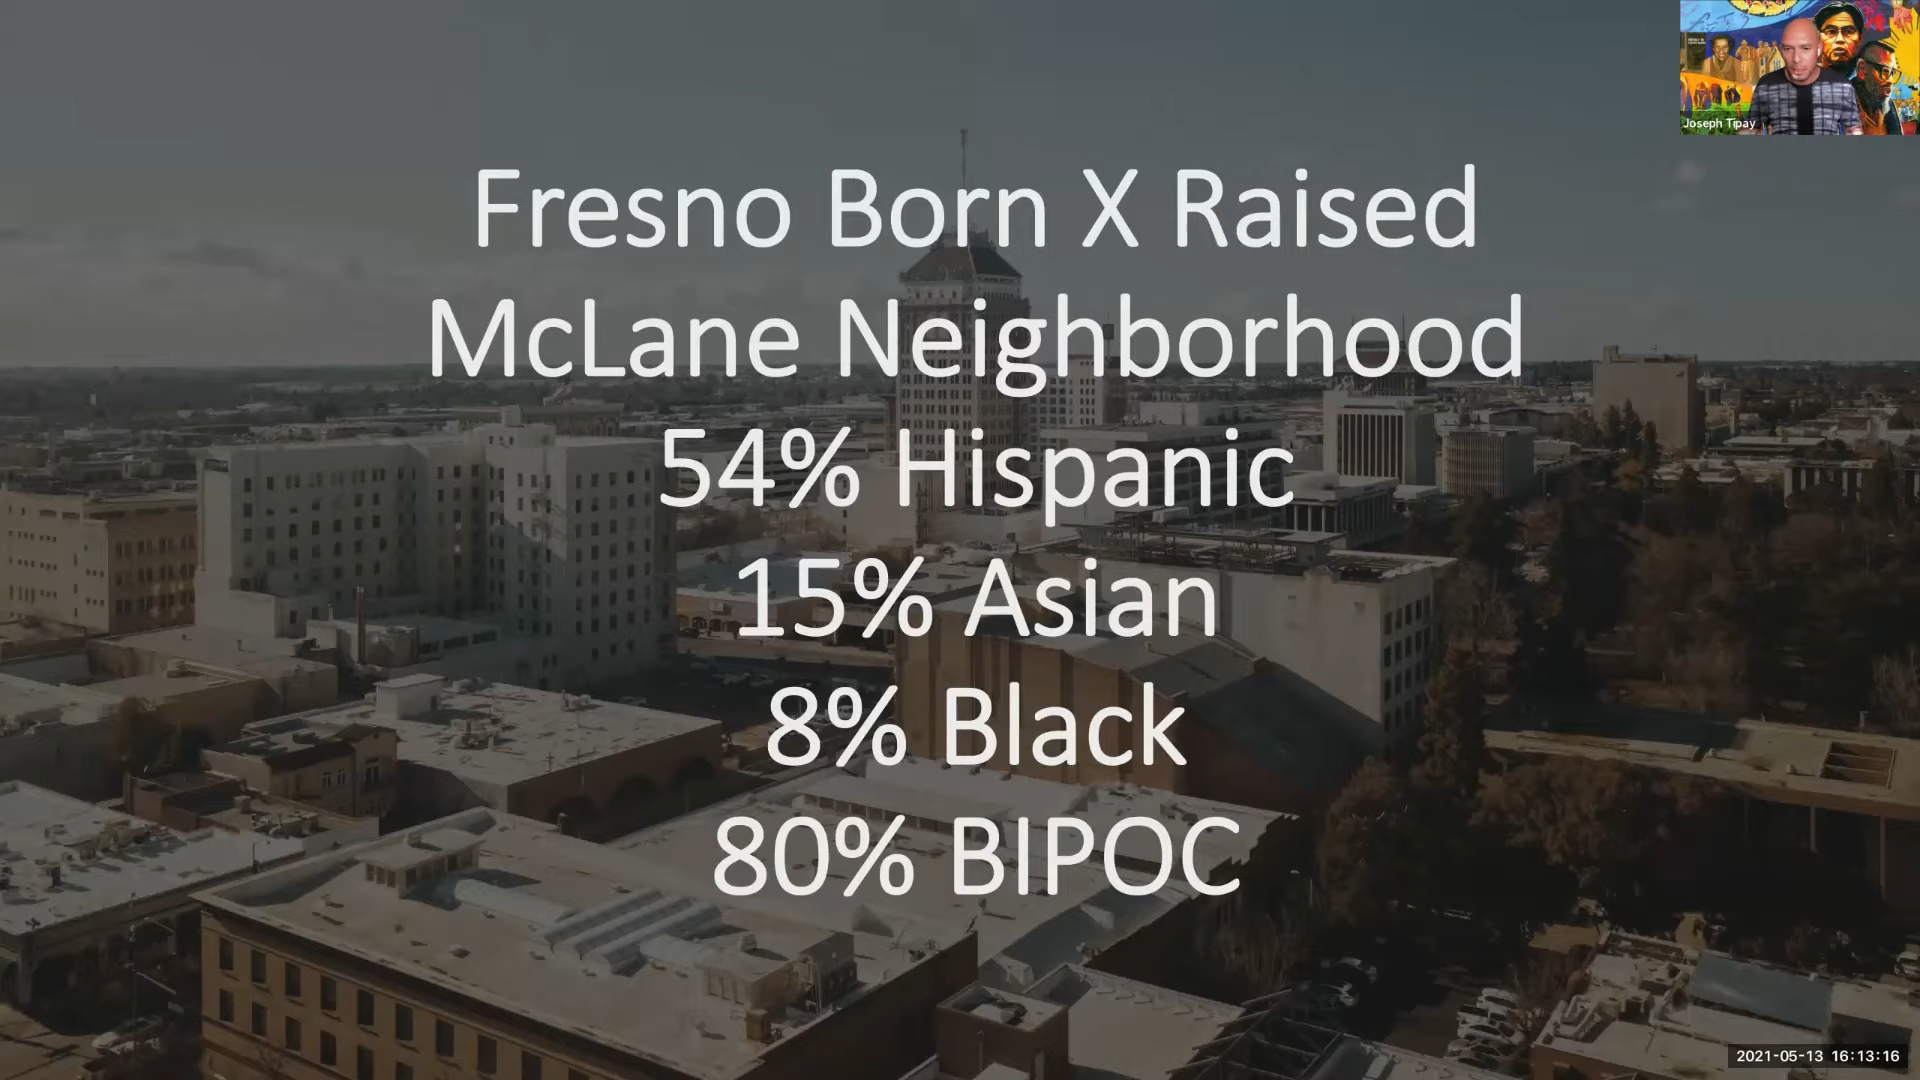 Joseph Tipay
Fresno Born X Raised
McLane Neighborhood
54% Hispanic
15% Asian
8% Black
80% BIPOC
2021-05-13 16:13:16